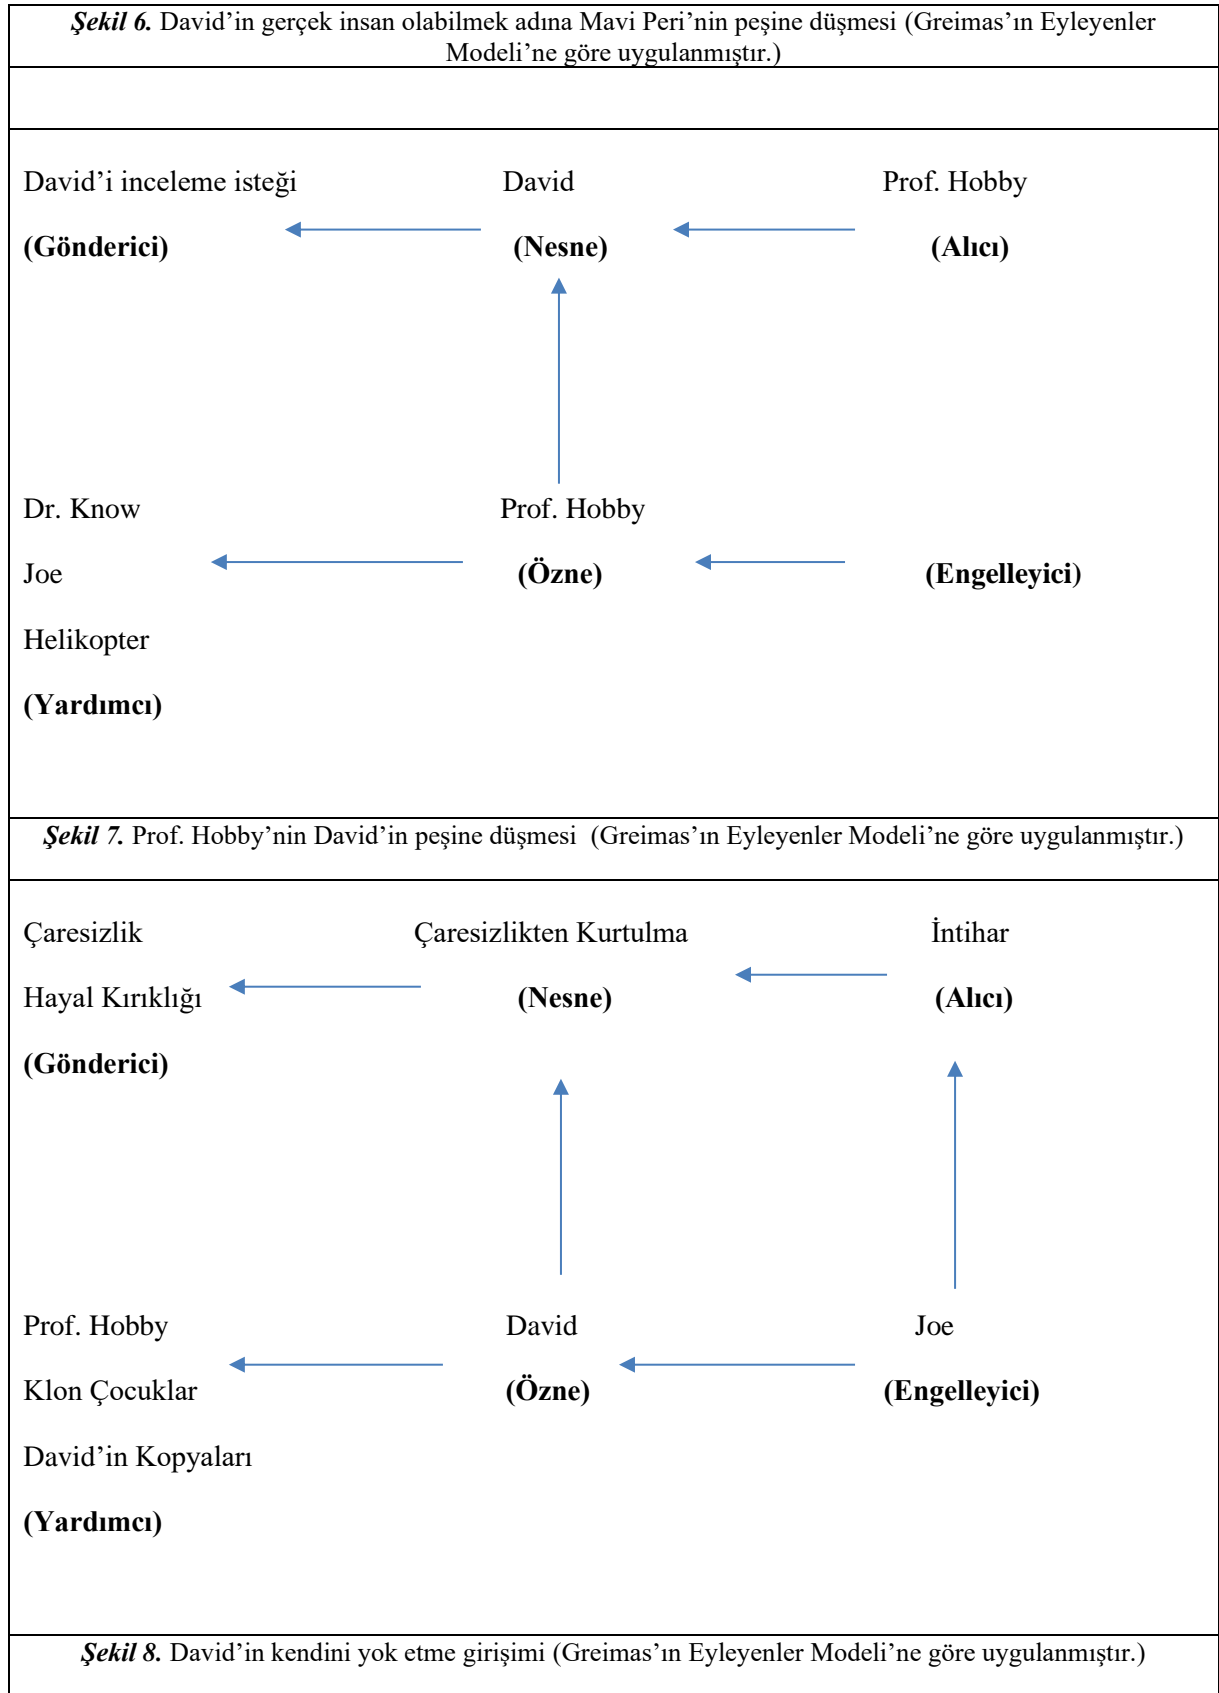 Şekil 6. David’in gerçek insan olabilmek adına Mavi Peri’nin peşine düşmesi (Greimas’ın Eyleyenler
Modeli’ne göre uygulanmıştır.)
David’i inceleme isteği David Prof. Hobby
(Gönderici) (Nesne) (Alıcı)
Dr. Know Prof. Hobby
Joe (Özne) (Engelleyici)
Helikopter
(Yardımcı)
Şekil 7. Prof. Hobby’nin David’in peşine düşmesi (Greimas’ın Eyleyenler Modeli’ne göre uygulanmıştır.)
Çaresizlik Çaresizlikten Kurtulma İntihar
Hayal Kırıklığı (Nesne) (Alıcı)
(Gönderici)
Prof. Hobby David Joe
Klon Çocuklar (Özne) (Engelleyici)
David’in Kopyaları
(Yardımcı)
Şekil 8. David’in kendini yok etme girişimi (Greimas’ın Eyleyenler Modeli’ne göre uygulanmıştır.)